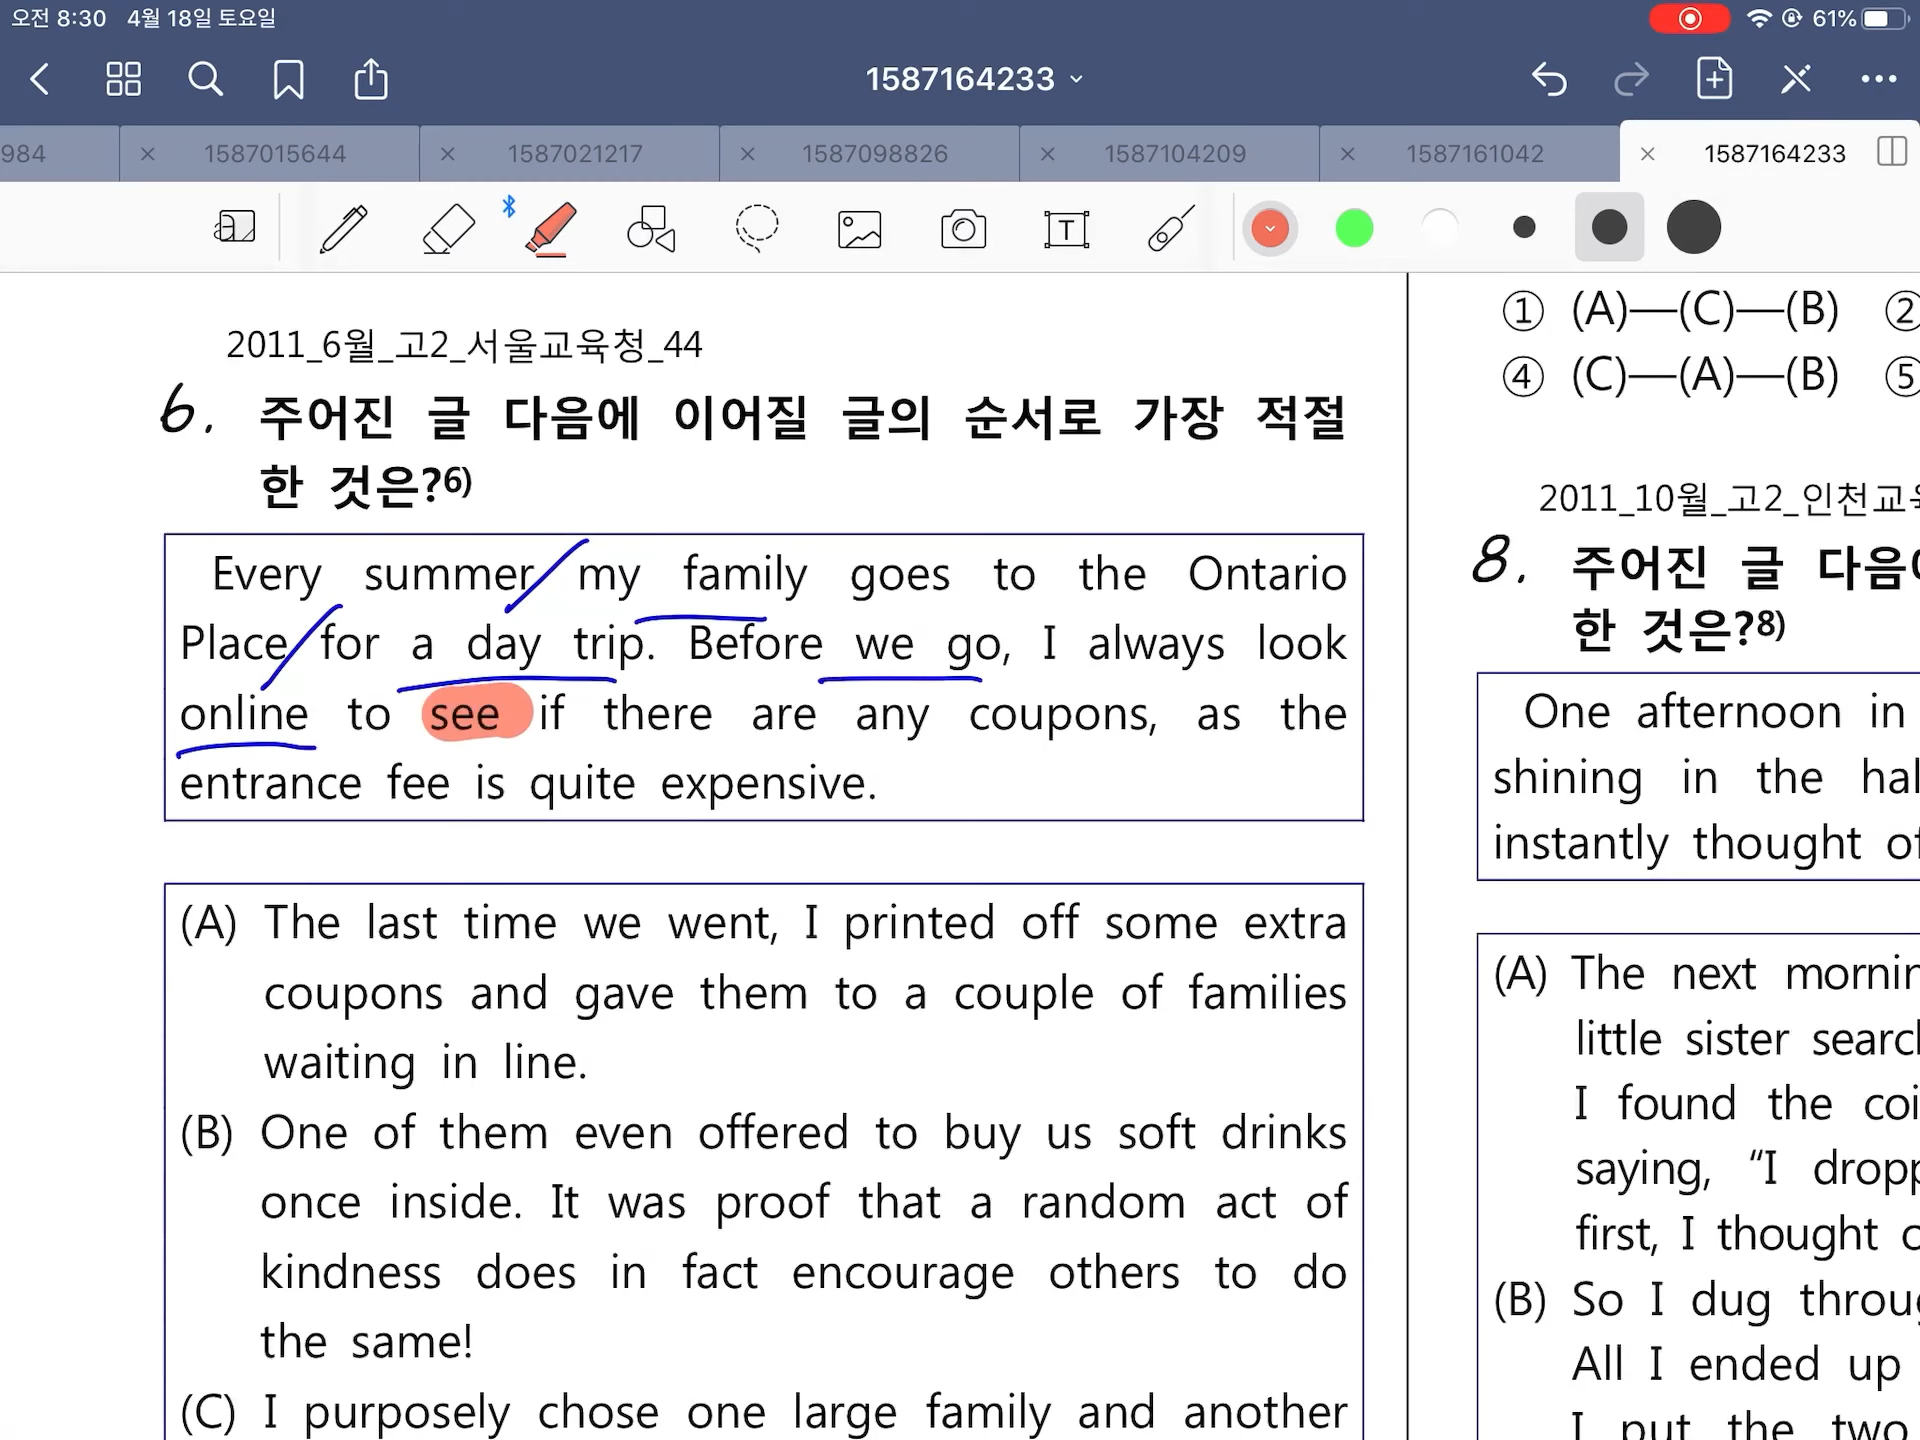 오전 8:30 4월 18일 토요일
61%
1587164233
984
1587015644
1587021217
1587098826
1587104209
1587161042
1587164233
2011_6월_고2_서울교육청_44
6. 주어진 글 다음에 이어질 글의 순서로 가장 적절
한 것은?6)
Every summer my family goes to the Ontario
Place for a day trip. Before we go, I always look
online to see if there are any coupons, as the
entrance fee is quite expensive.
(A) The last time we went, I printed off some extra
coupons and gave them to a couple of families
waiting in line.
(B) One of them even offered to buy us soft drinks
once inside. It was proof that a random act of
kindness does in fact encourage others to do
the same!
(C) I purposely chose one large family and another
① (A)—(C)—(B) ②
④ (C)—(A)—(B) ⑤
2011_10월_고2_인천교
8. 주어진 글 다음
한 것은?8)
One afternoon in
shining in the
instantly thought
(A) The next
little sister
I found the
saying, “I
first, I thought
(B) So I dug
All I ended up
I put the two